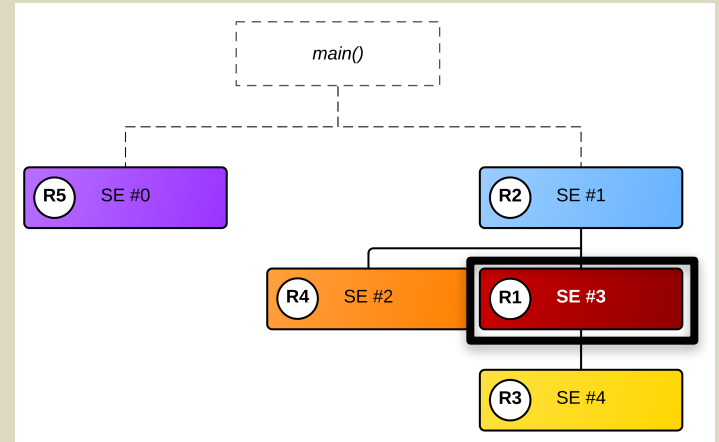 main()
R5 SE #0
R2 SE #1
R4 SE #2
R1 SE #3
R3 SE #4